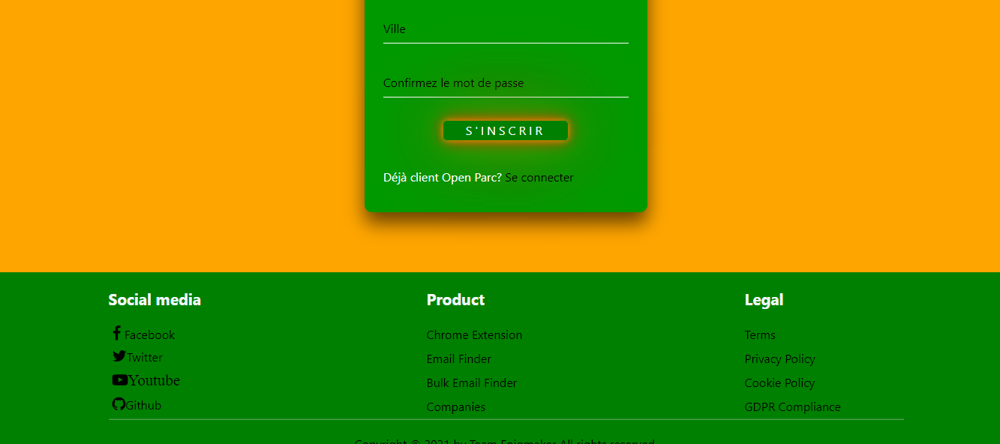 Ville
Confirmez le mot de passe
S'INSCRIR
Déjà client Open Parc? Se connecter
Social media
Facebook
Twitter
Youtube
Github
Product
Chrome Extension
Email Finder
Bulk Email Finder
Companies
Legal
Terms
Privacy Policy
Cookie Policy
GDPR Compliance
Copyright © 2021 by Team Enigmaker All rights reserved